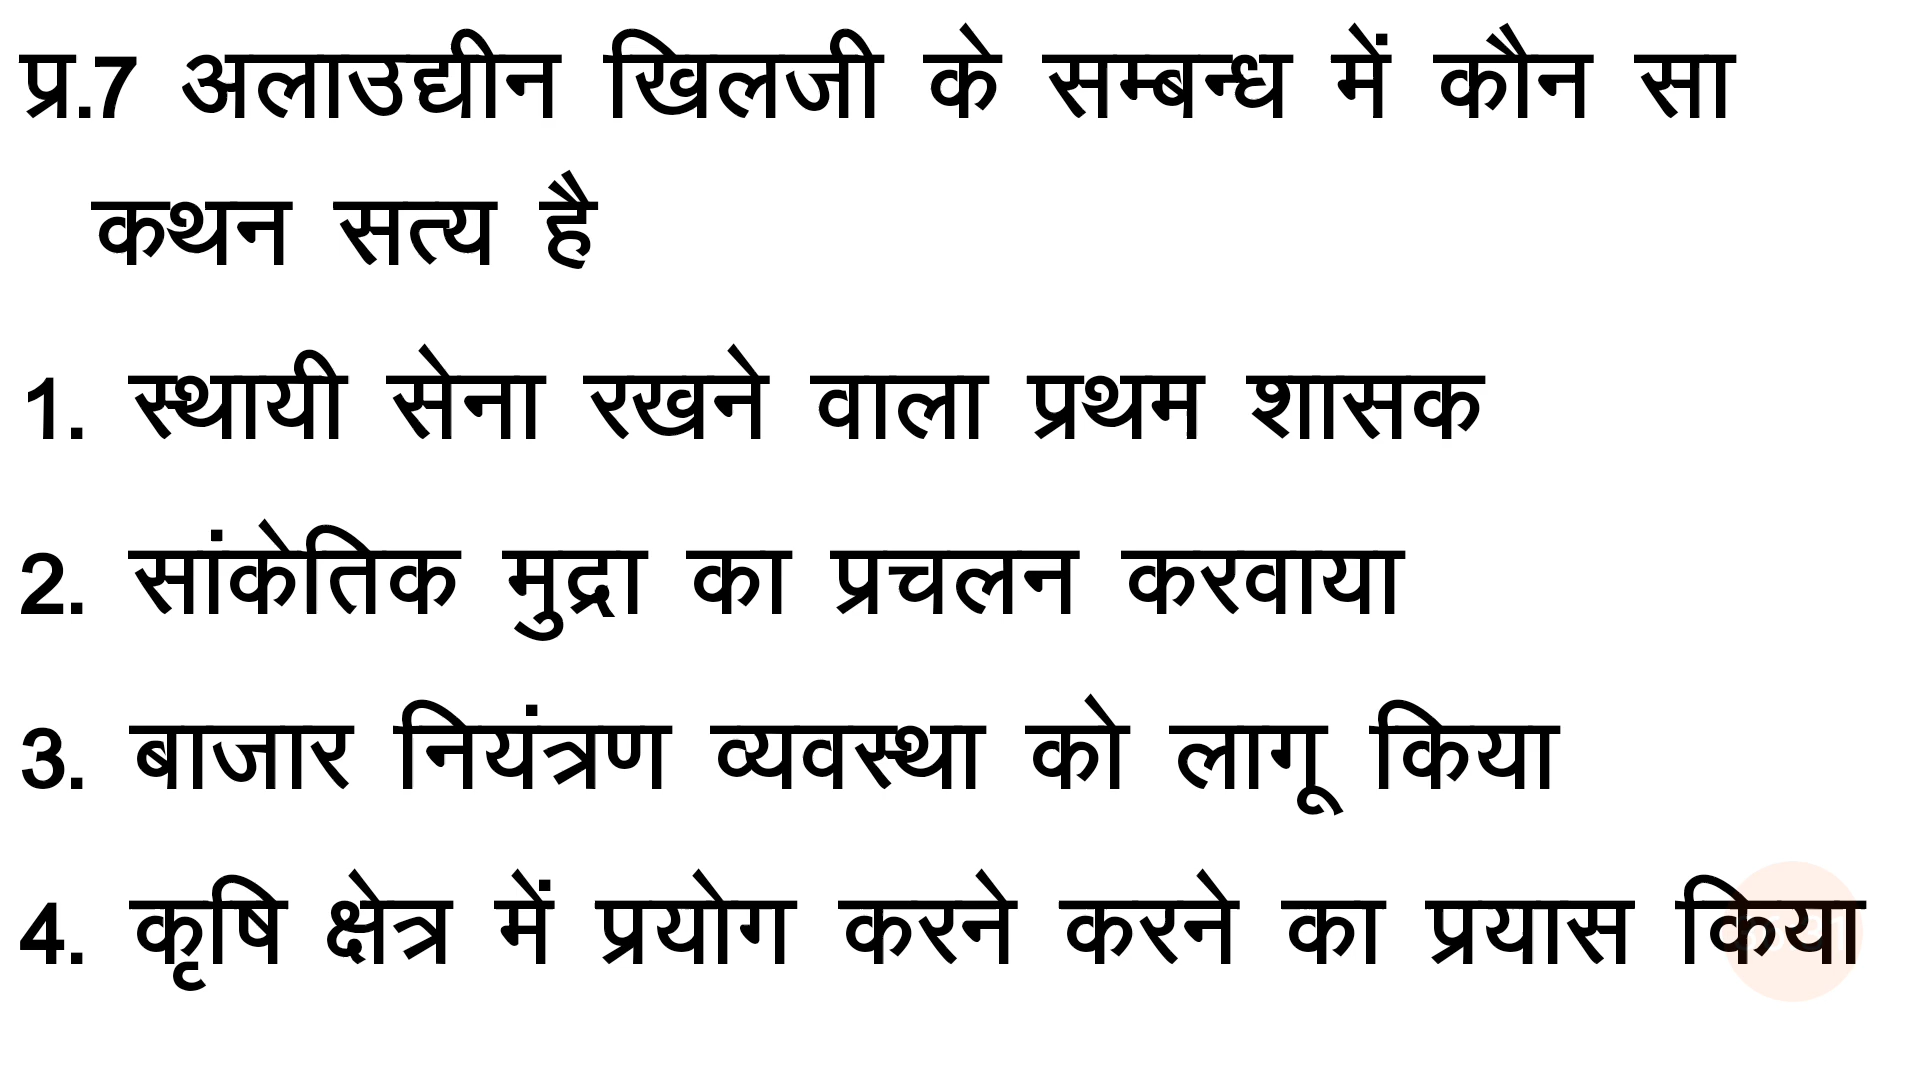 प्र.7 अलाउद्यीन खिलजी के सम्बन्ध में कौन सा
कथन सत्य है
1. स्थायी सेना रखने वाला प्रथम शासक
2. सांकेतिक मुद्रा का प्रचलन करवाया
3. बाजार नियंत्रण व्यवस्था को लागू किया
4. कृषि क्षेत्र में प्रयोग करने करने का प्रयास किया